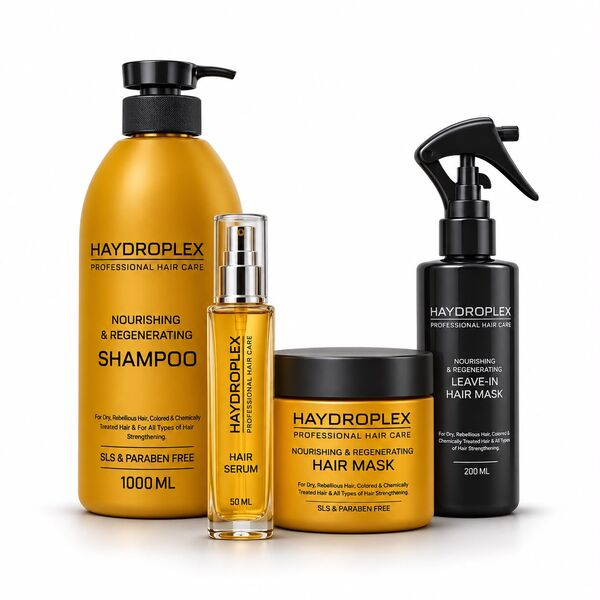 HAYDROPLEX
PROFESSIONAL HAIR CARE
NOURISHING
& REGENERATING
SHAMPOO
For Dry, Rebellious Hair, Colored & Chemically
Treated Hair & For All Types of Hair
Strengthening.
SLS & PARABEN FREE
1000 ML
HAYDROPLEX
PROFESSIONAL HAIR CARE
HAIR
SERUM
50 ML
HAYDROPLEX
PROFESSIONAL HAIR CARE
NOURISHING & REGENERATING
HAIR MASK
For Dry, Rebellious Hair, Colored & Chemically
Treated Hair & All Types of Hair Strengthening.
SLS & PARABEN FREE
HAYDROPLEX
PROFESSIONAL HAIR CARE
NOURISHING
& REGENERATING
LEAVE-IN
HAIR MASK
For Dry, Rebellious Hair, Colored &
Chemically Treated Hair & All Types
of Hair Strengthening.
200 ML